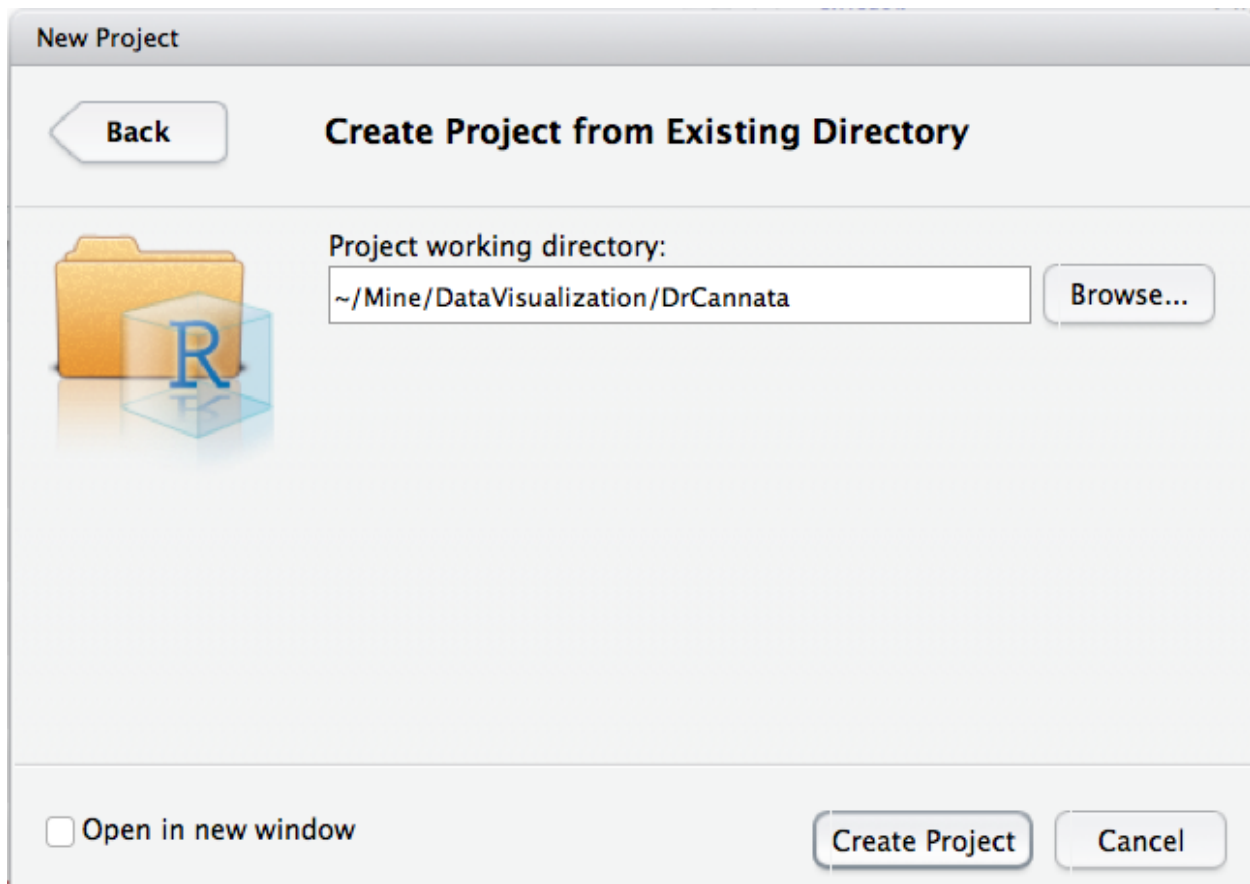 New Project
Back
Create Project from Existing Directory
Project working directory:
~/Mine/DataVisualization/DrCannata
Browse...
R
Open in new window
Create Project
Cancel